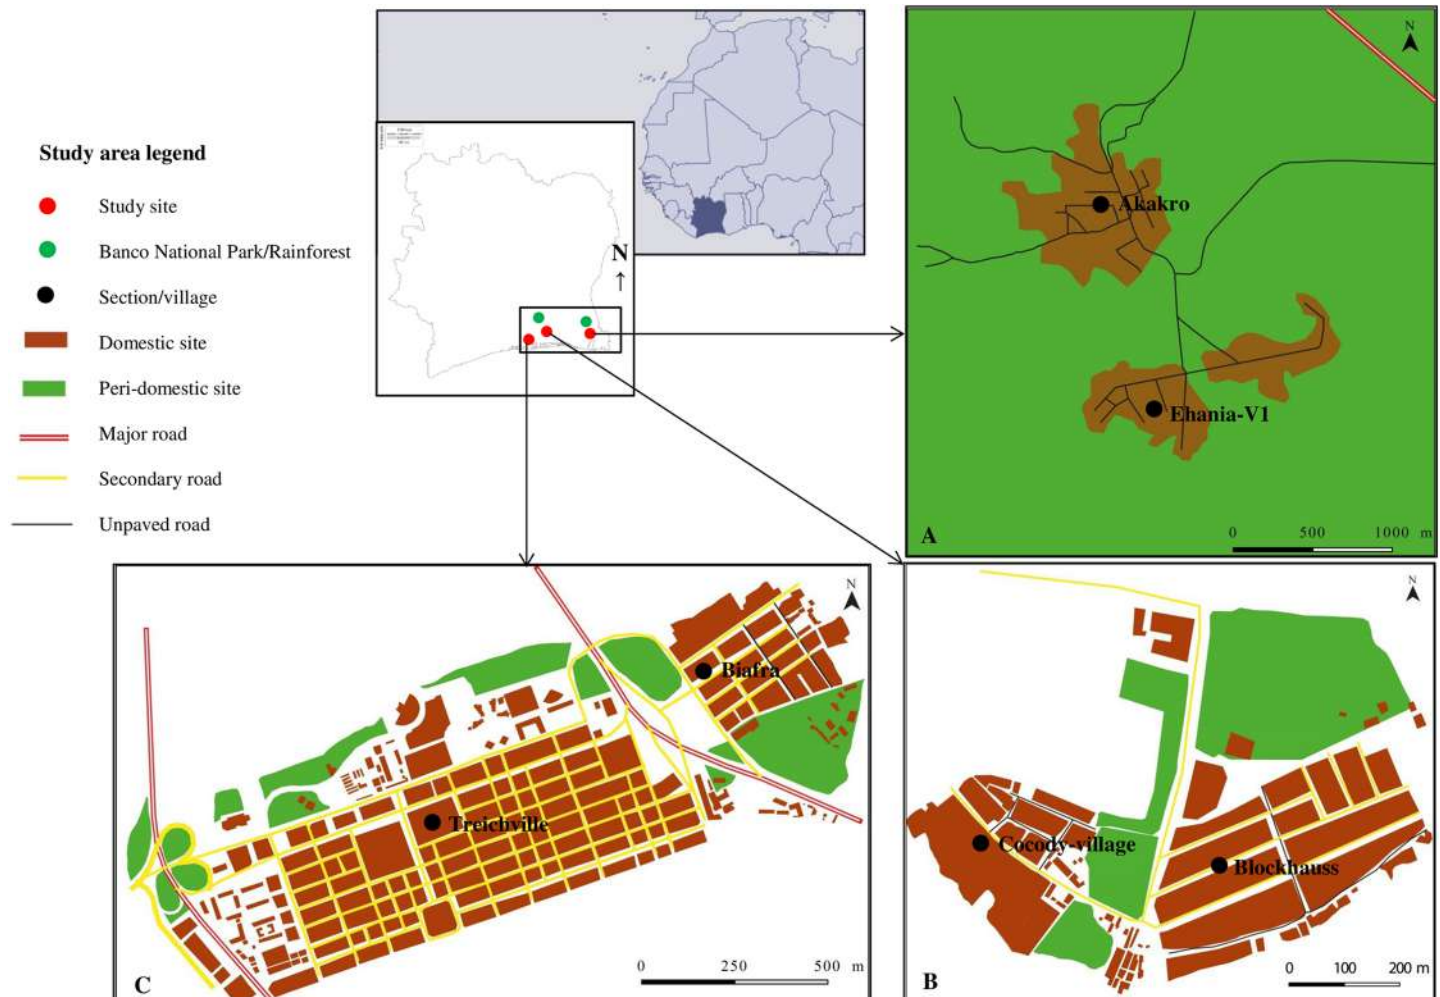 Study area legend
Study site
Banco National Park/Rainforest
Section/village
Domestic site
Peri-domestic site
Major road
Secondary road
Unpaved road
N
N
Akakro
Ehania-V1
0 500 1000 m
A
N
Biafra
Treichville
0 250 500 m
C
N
Cocody-village
Blockhauss
0 100 200 m
B